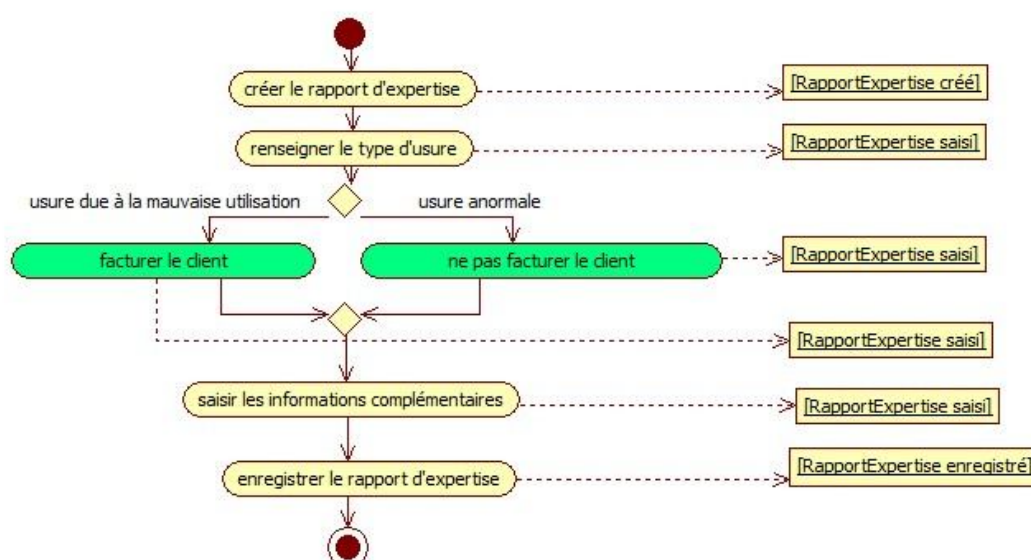 créer le rapport d'expertise
[RapportExpertise créé]
renseigner le type d'usure
[RapportExpertise saisi]
usure due à la mauvaise utilisation
usure anormale
facturer le client
ne pas facturer le client
[RapportExpertise saisi]
[RapportExpertise saisi]
saisir les informations complémentaires
[RapportExpertise saisi]
enregistrer le rapport d'expertise
[RapportExpertise enregistré]